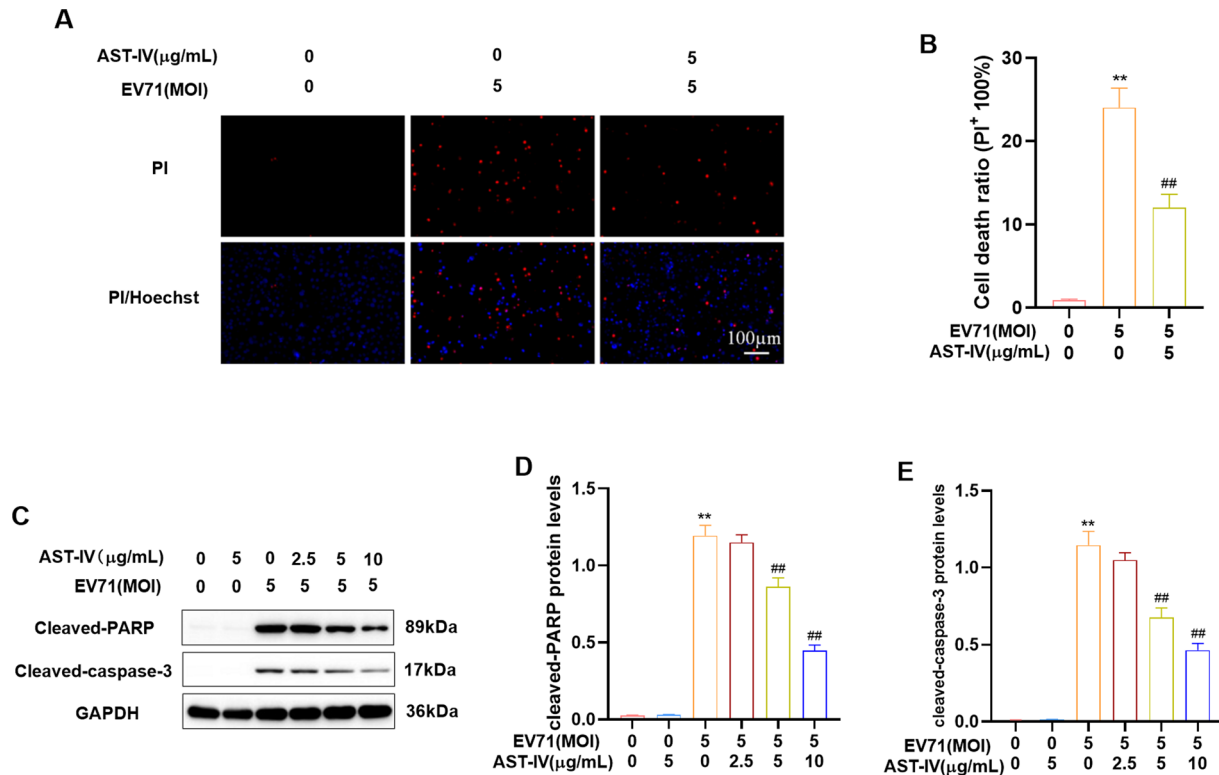 A
AST-IV(μg/mL) 0 0 5
EV71(MOI) 0 5 5
PI
PI/Hoechst
100μm
B
Cell death ratio (PI⁺ 100%)
30
20
10
0
**
##
EV71(MOI) 0 5 5
AST-IV(μg/mL) 0 0 5
C
AST-IV（μg/mL) 0 5 0 2.5 5 10
EV71(MOI) 0 0 5 5 5 5
Cleaved-PARP 89kDa
Cleaved-caspase-3 17kDa
GAPDH 36kDa
D
cleaved-PARP protein levels
1.5
1.0
0.5
0.0
**
##
##
EV71(MOI) 0 0 5 5 5 5
AST-IV(μg/mL) 0 5 0 2.5 5 10
E
cleaved-caspase-3 protein levels
1.5
1.0
0.5
0.0
**
##
##
EV71(MOI) 0 0 5 5 5 5
AST-IV(μg/mL) 0 5 0 2.5 5 10